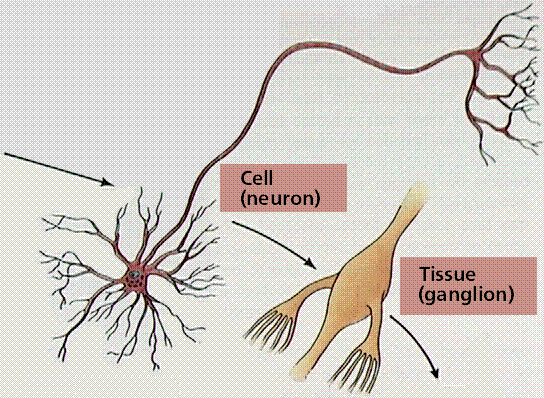 Cell
(neuron)
Tissue
(ganglion)